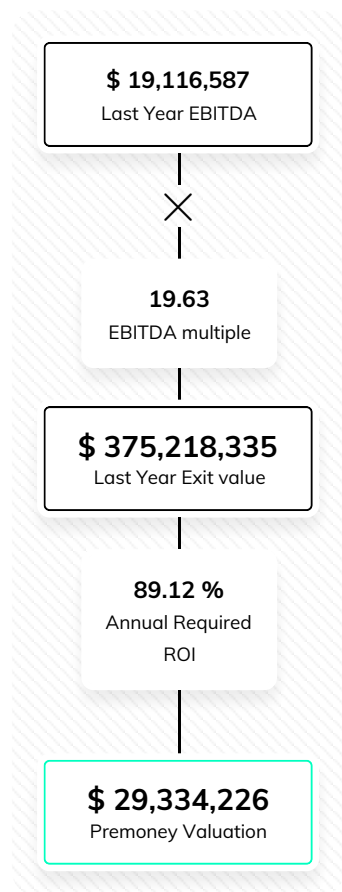 $ 19,116,587
Last Year EBITDA
19.63
EBITDA multiple
$ 375,218,335
Last Year Exit value
89.12 %
Annual Required
ROI
$ 29,334,226
Premoney Valuation